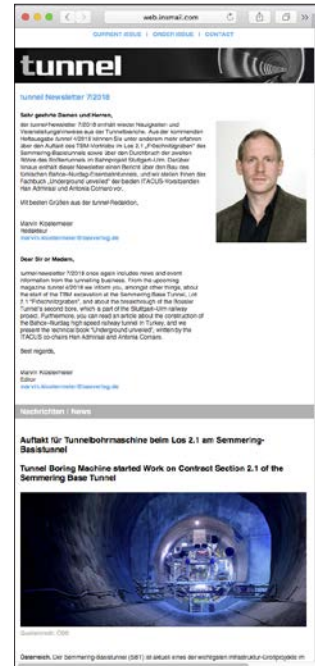 web.inxmail.com
CURRENT ISSUE | ORDER ISSUE | CONTACT
tunnel
tunnel Newsletter 7/2018
Sehr geehrte Damen und Herren,
der tunnel-Newsletter 7/2018 enthält wieder Neuigkeiten und
Veranstaltungshinweise aus der Tunnelbranche. Aus der kommenden
Heftausgabe tunnel 4/2018 können Sie unter anderem mehr erfahren
über den Auftakt des TBM-Vortriebs im Los 2.1 „Fröschnitzgraben" des
Semmering-Basistunnels sowie über den Durchbruch der zweiten
Röhre des Boßlertunnels im Bahnprojekt Stuttgart–Ulm. Darüber
hinaus enthält dieser Newsletter einen Bericht über den Bau des
türkischen Bahce–Nurdag-Eisenbahntunnels, und wir stellen Ihnen das
Fachbuch „Underground unveiled" der beiden ITACUS-Vorsitzenden
Han Admiraal und Antonia Cornaro vor.
Mit besten Grüßen aus der tunnel-Redaktion,
Marvin Klostermeier
Redakteur
marvin.klostermeier@bauverlag.de
Dear Sir or Madam,
tunnel-newsletter 7/2018 once again includes news and event
information from the tunnelling business. From the upcoming
magazine tunnel 4/2018 we inform you, amongst other things, about
the start of the TBM excavation at the Semmering Base Tunnel, Lot
2.1 "Fröschnitzgraben", and about the breakthrough of the Bossler
Tunnel's second bore, which is part of the Stuttgart–Ulm railway
project. Furthermore, you can read an article about the construction of
the Bahce–Nurdag high speed railway tunnel in Turkey, and we
present the technical book "Underground unveiled", written by the
ITACUS co-chairs Han Admiraal and Antonia Cornaro.
Best regards,
Marvin Klostermeier
Editor
marvin.klostermeier@bauverlag.de
Nachrichten / News
Auftakt für Tunnelbohrmaschine beim Los 2.1 am Semmering-
Basistunnel
Tunnel Boring Machine started Work on Contract Section 2.1 of the
Semmering Base Tunnel
Quelle/credit: ÖBB
Österreich. Der Semmering-Basistunnel (SBT) ist aktuell eines der wichtigsten Infrastruktur-Großprojekte im